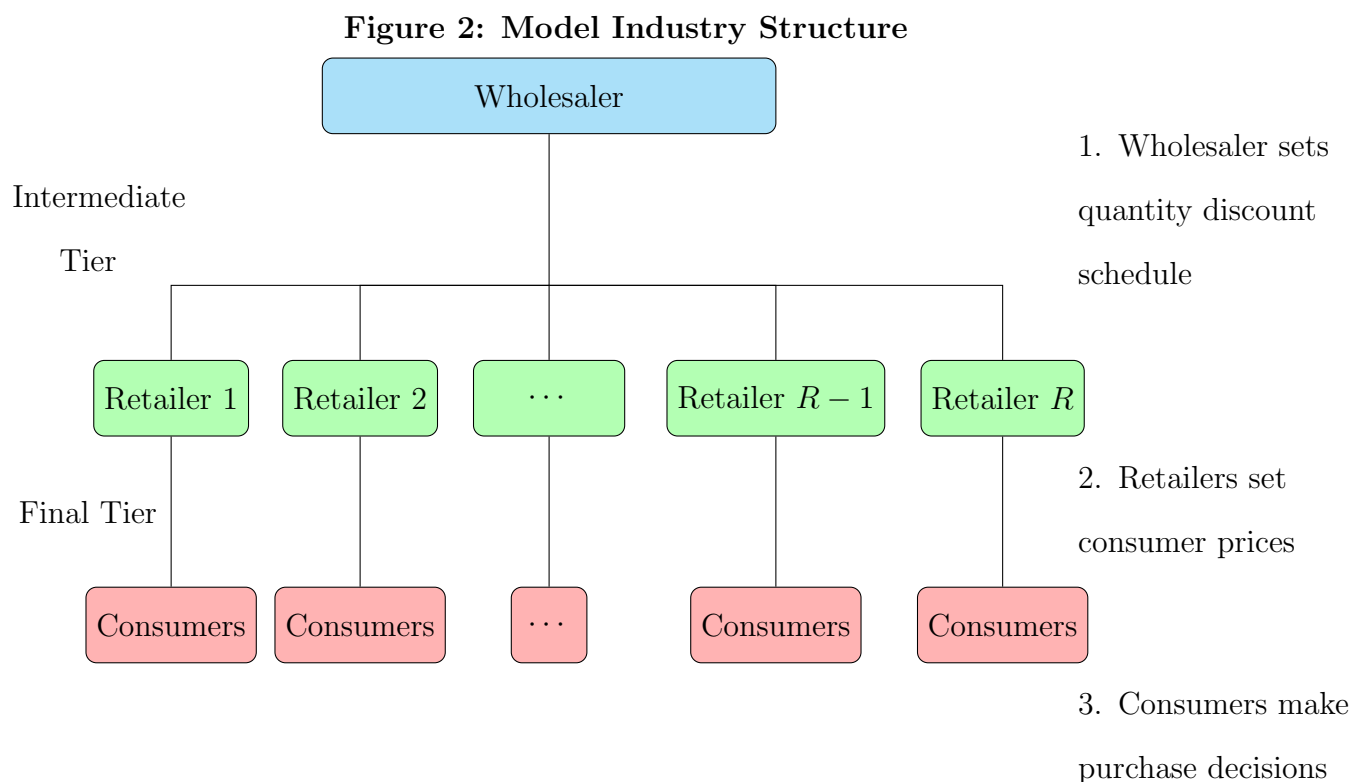 Figure 2: Model Industry Structure
Wholesaler
1. Wholesaler sets
quantity discount
schedule
Intermediate
Tier
Retailer 1
Retailer 2
···
Retailer R − 1
Retailer R
2. Retailers set
consumer prices
Final Tier
Consumers
Consumers
···
Consumers
Consumers
3. Consumers make
purchase decisions